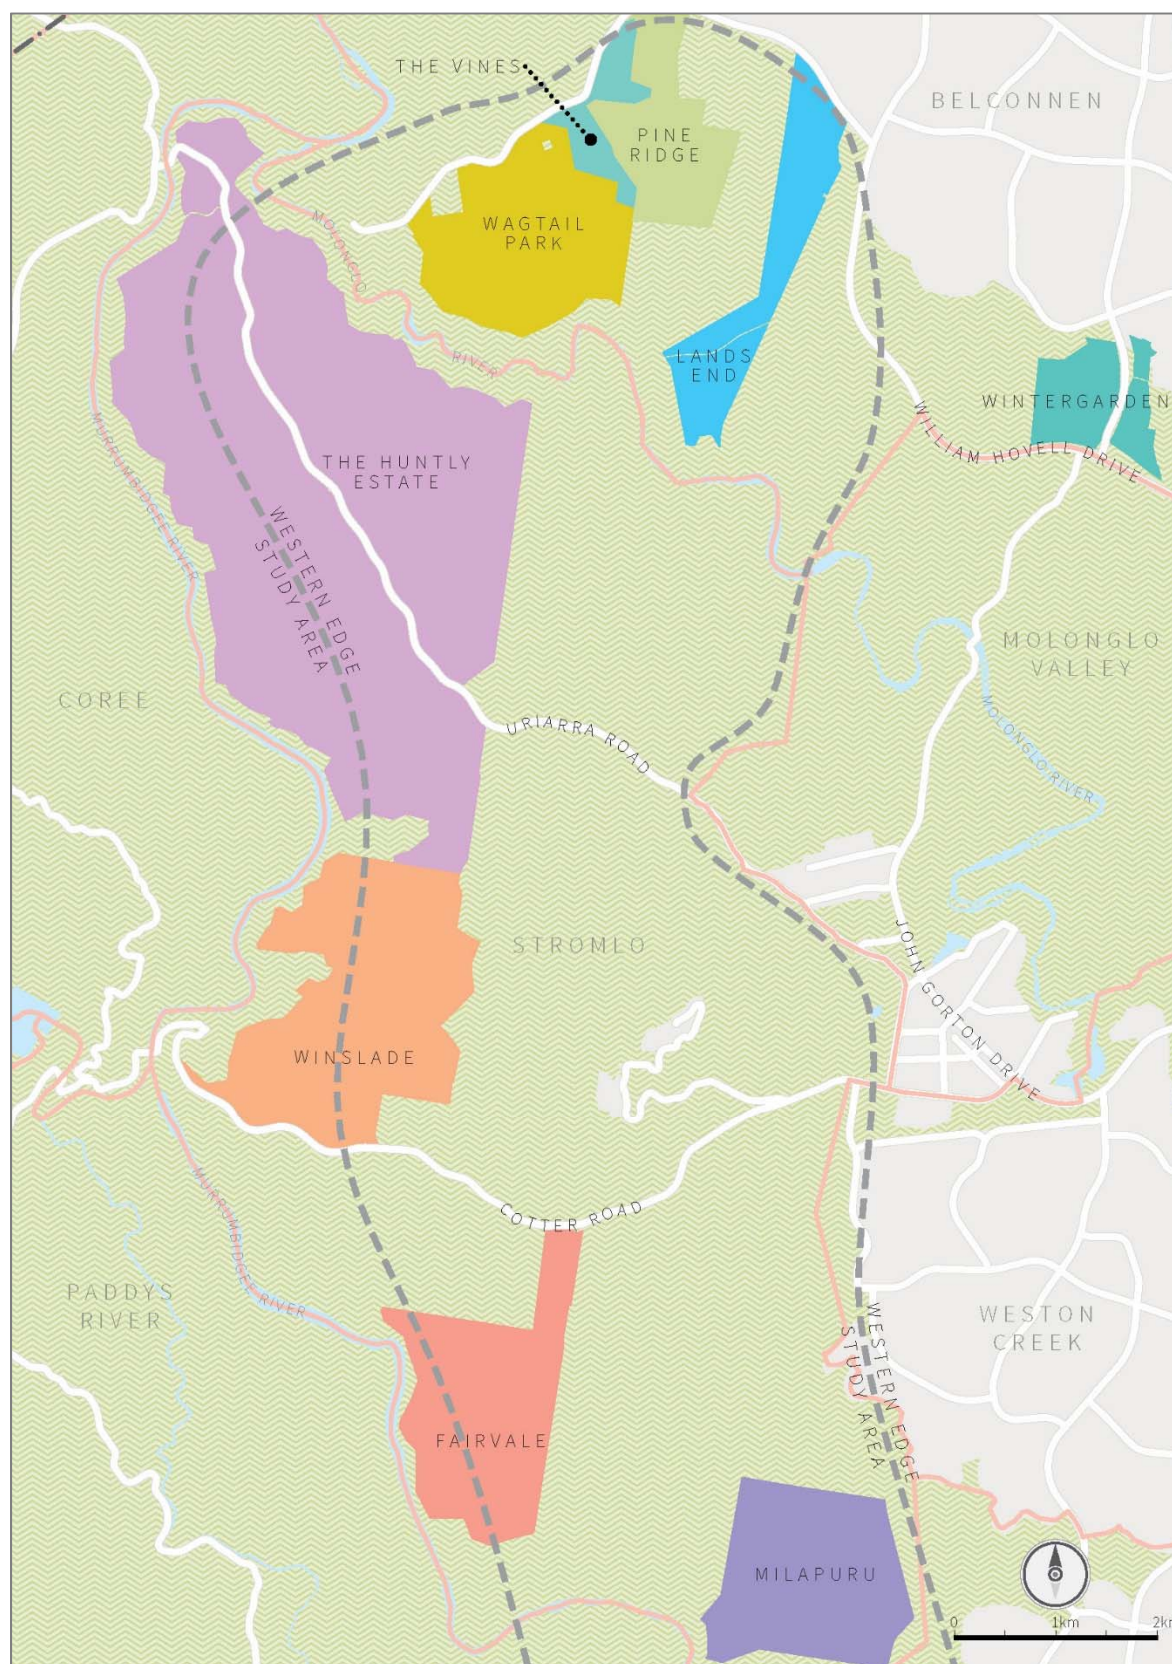 THE VINES
BELCONNEN
PINE
RIDGE
WAGTAIL
PARK
MOLONGLO
RIVER
LANDS
END
WINTERGARDEN
WILLIAM HOVELL DRIVE
MURRUMBIDGEE RIVER
THE HUNTLY
ESTATE
WESTERN EDGE
STUDY AREA
MOLONGLO
VALLEY
COREE
URIARRA ROAD
MOLONGLO RIVER
STROMLO
JOHN GORTON DRIVE
WINSLADE
MURRUMBIDGEE RIVER
COTTER ROAD
PADDYS
RIVER
WESTON
CREEK
WESTERN EDGE
STUDY AREA
FAIRVALE
MILAPURU
0 1km 2k